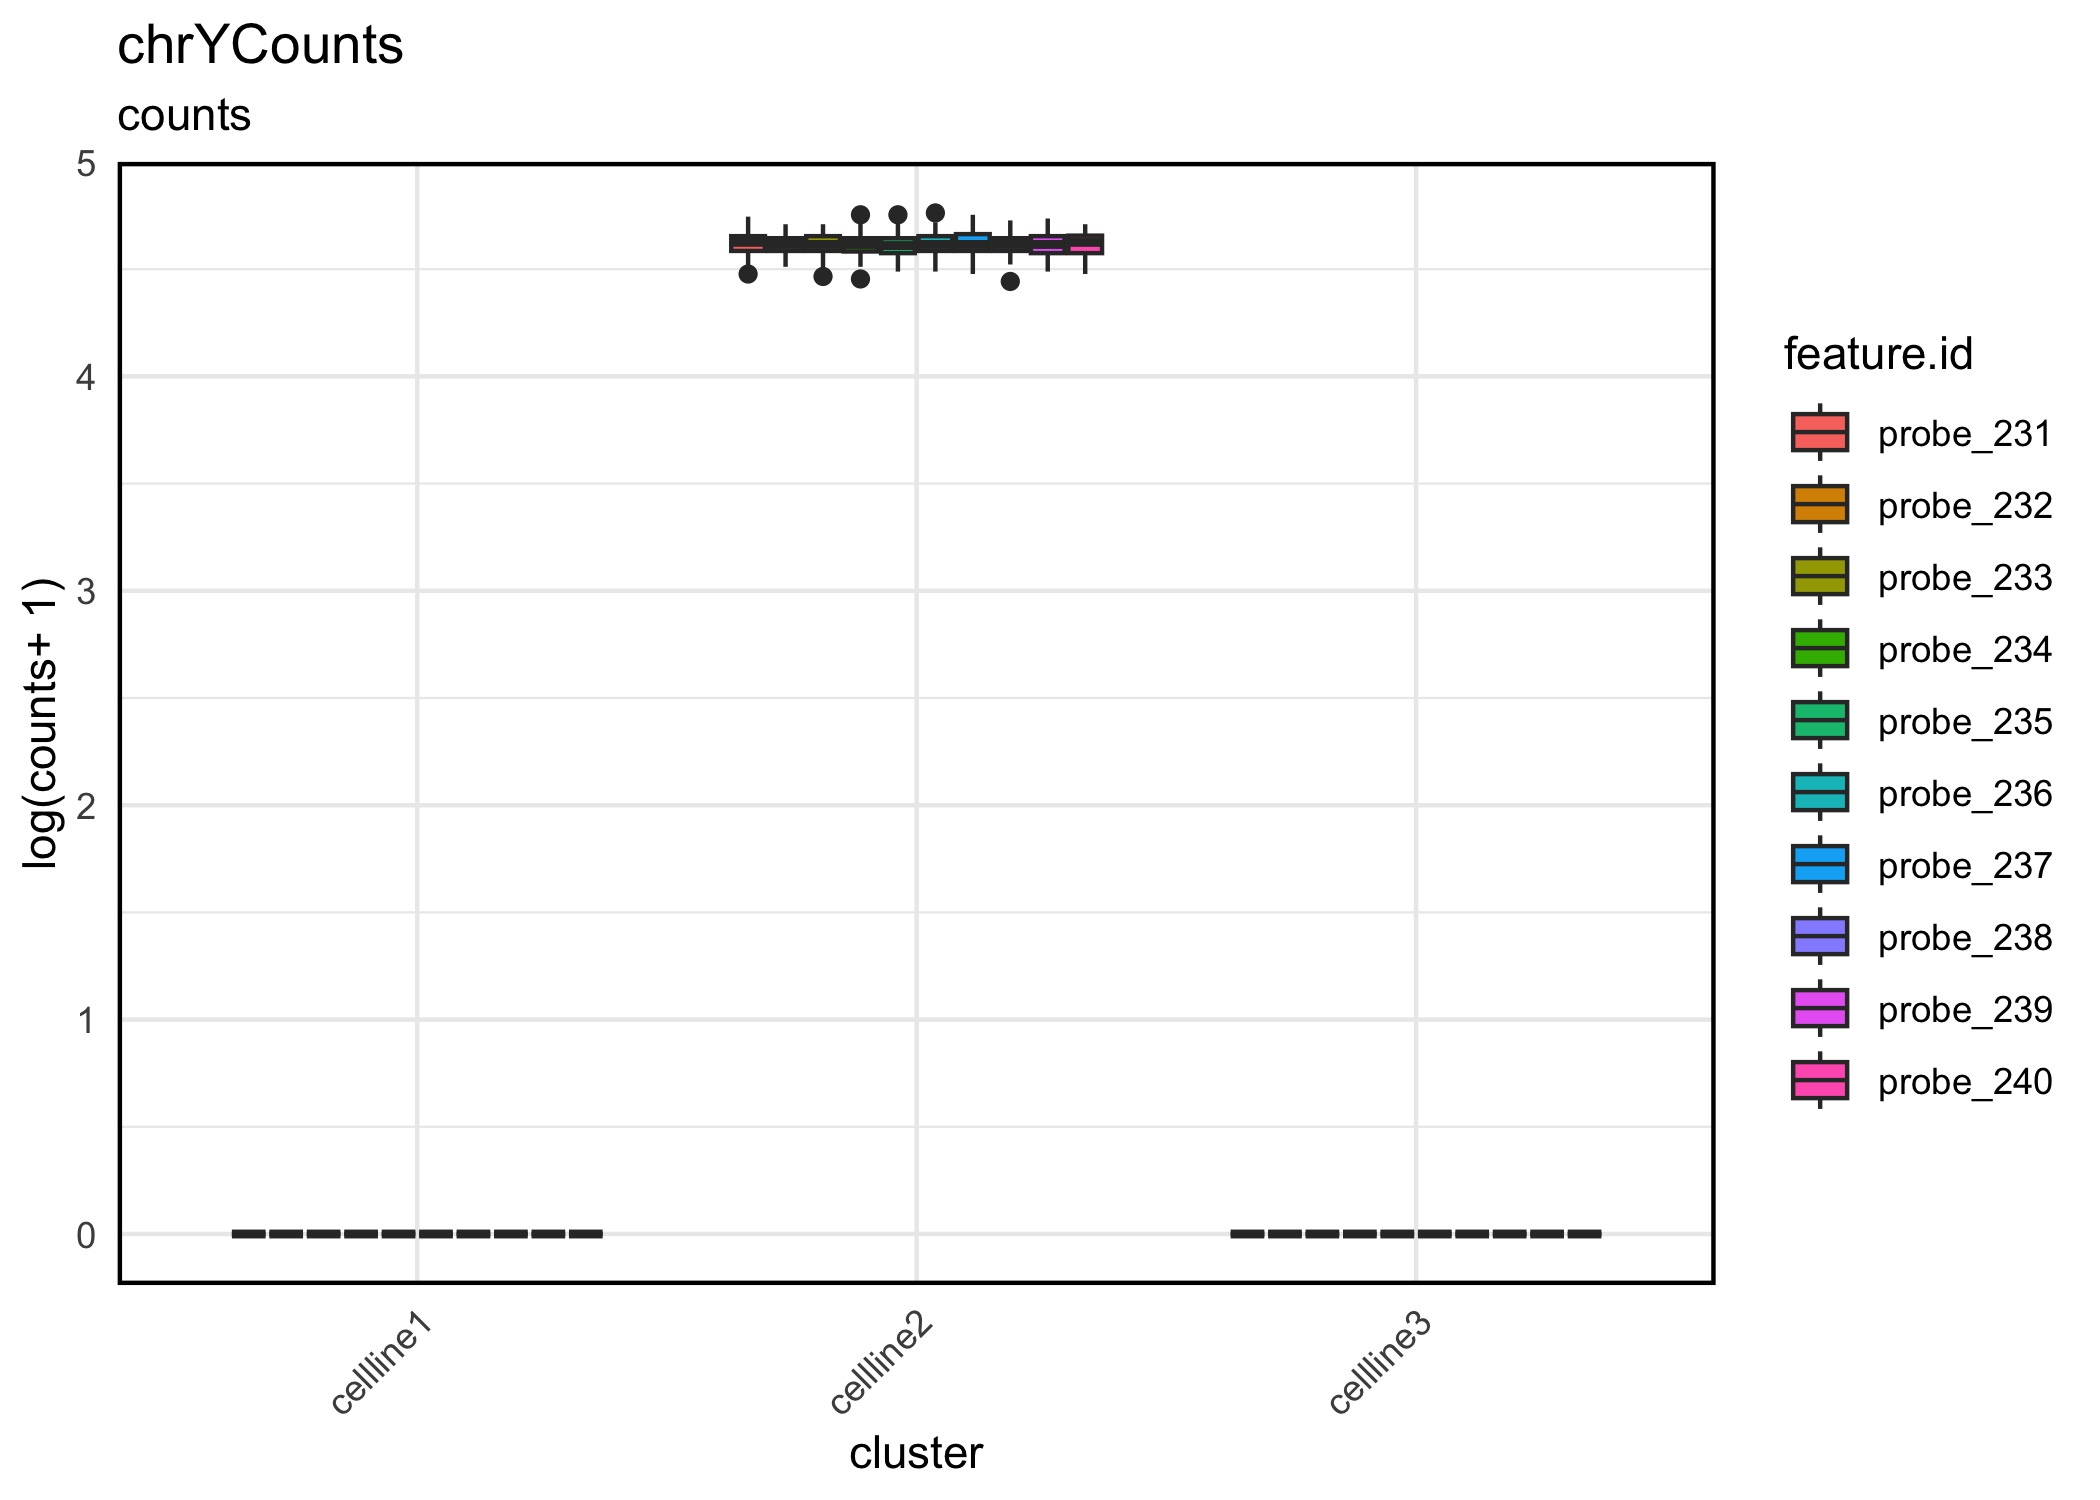 chrYCounts
counts
5
4
3
2
1
0
log(counts+ 1)
cellline1
cellline2
cellline3
cluster
feature.id
probe_231
probe_232
probe_233
probe_234
probe_235
probe_236
probe_237
probe_238
probe_239
probe_240